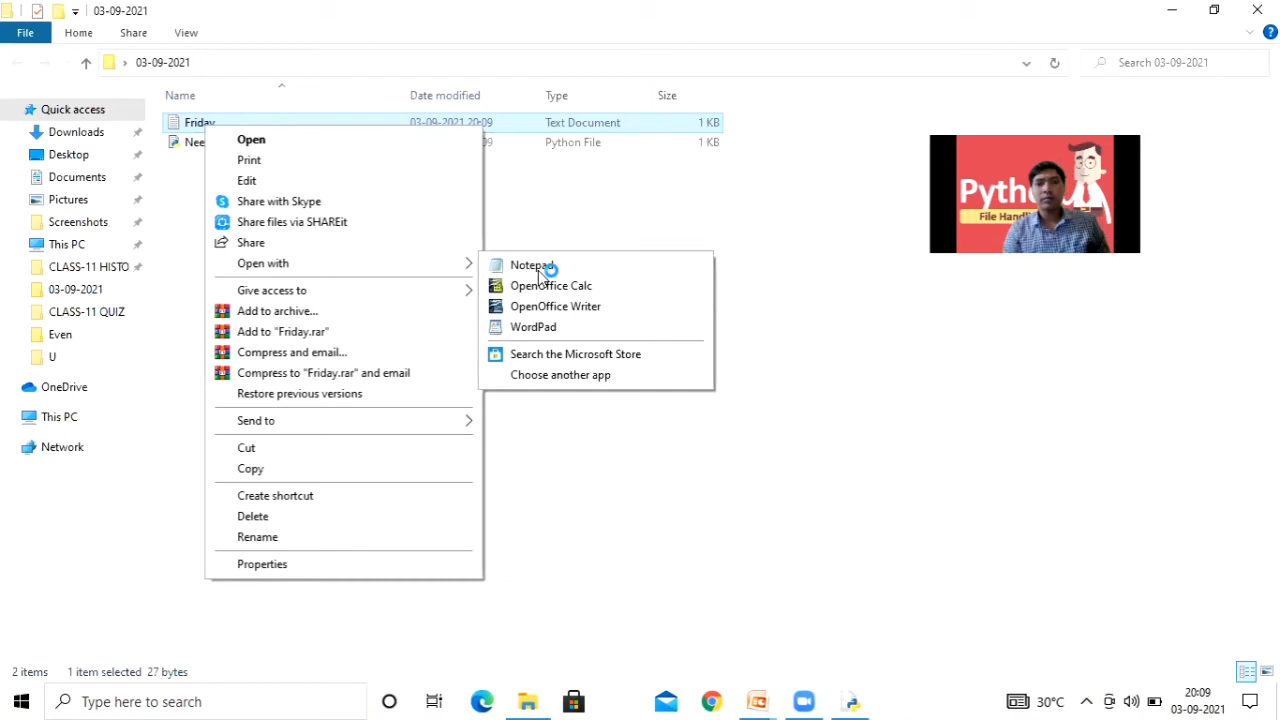 03-09-2021
File Home Share View
03-09-2021 Search 03-09-2021
Name Date modified Type Size
Quick access
Downloads
Desktop
Documents
Pictures
Screenshots
This PC
CLASS-11 HISTO
03-09-2021
CLASS-11 QUIZ
Even
U
OneDrive
This PC
Network
Friday 03-09-2021 20:09 Text Document 1 KB
Nee 09 Python File 1 KB
Open
Print
Edit
Share with Skype
Share files via SHAREit
Share
Open with
Give access to
Add to archive...
Add to "Friday.rar"
Compress and email...
Compress to "Friday.rar" and email
Restore previous versions
Send to
Cut
Copy
Create shortcut
Delete
Rename
Properties
Notepad
OpenOffice Calc
OpenOffice Writer
WordPad
Search the Microsoft Store
Choose another app
Pyth
File Hand
2 items 1 item selected 27 bytes
Type here to search
30°C
20:09
03-09-2021